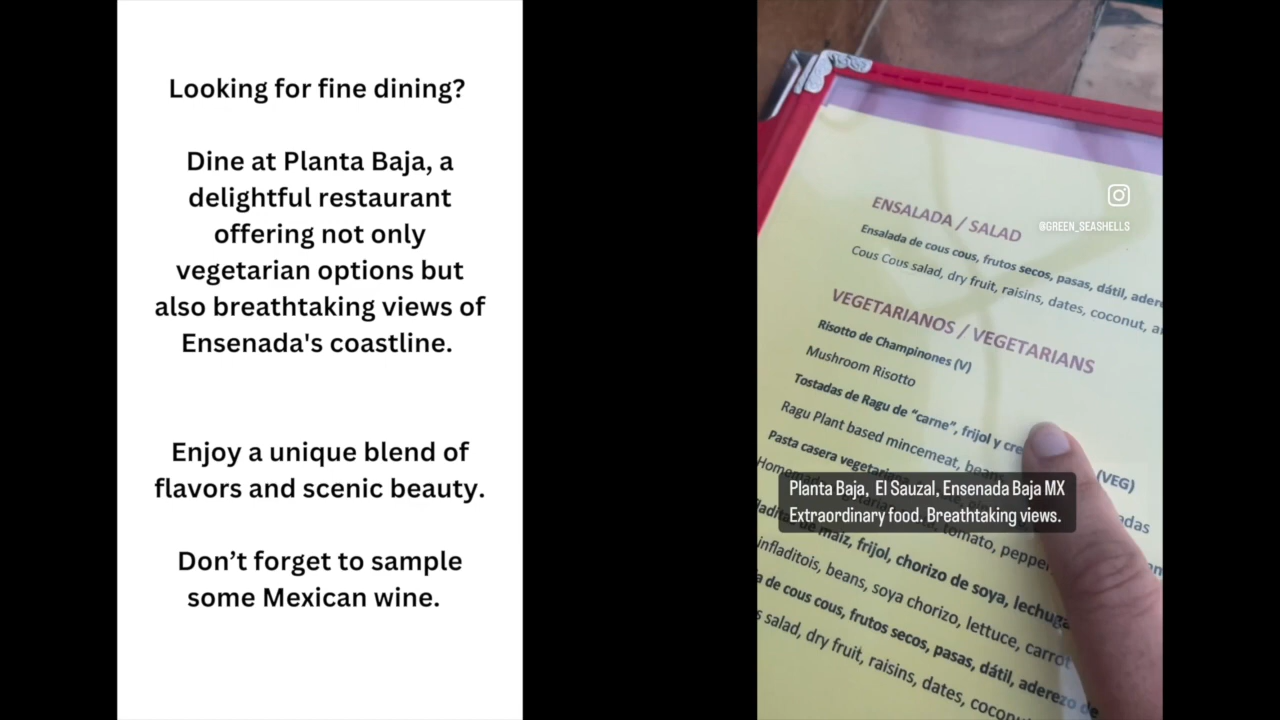 Looking for fine dining?
Dine at Planta Baja, a
delightful restaurant
offering not only
vegetarian options but
also breathtaking views of
Ensenada's coastline.
Enjoy a unique blend of
flavors and scenic beauty.
Don’t forget to sample
some Mexican wine.
@GREEN_SEASHELLS
ENSALADA / SALAD
Ensalada de cous cous, frutos secos, pasas, dátil,
Cous Cous salad, dry fruit, raisins, dates, coconut,
VEGETARIANOS / VEGETARIANS
Risotto de Champinones (V)
Mushroom Risotto
Tostadas de Ragu de “carne”, frijol y (VEG)
Ragu Plant based mincemeat,
Pasta casera
tomato,
Planta Baja, El Sauzal, Ensenada Baja MX
Extraordinary food. Breathtaking views.
de maiz, frijol, chorizo de soya,
beans, soya chorizo, lettuce, carrot
de cous cous, frutos secos, pasas, dátil, aderezo de
salad, dry fruit, raisins, dates,